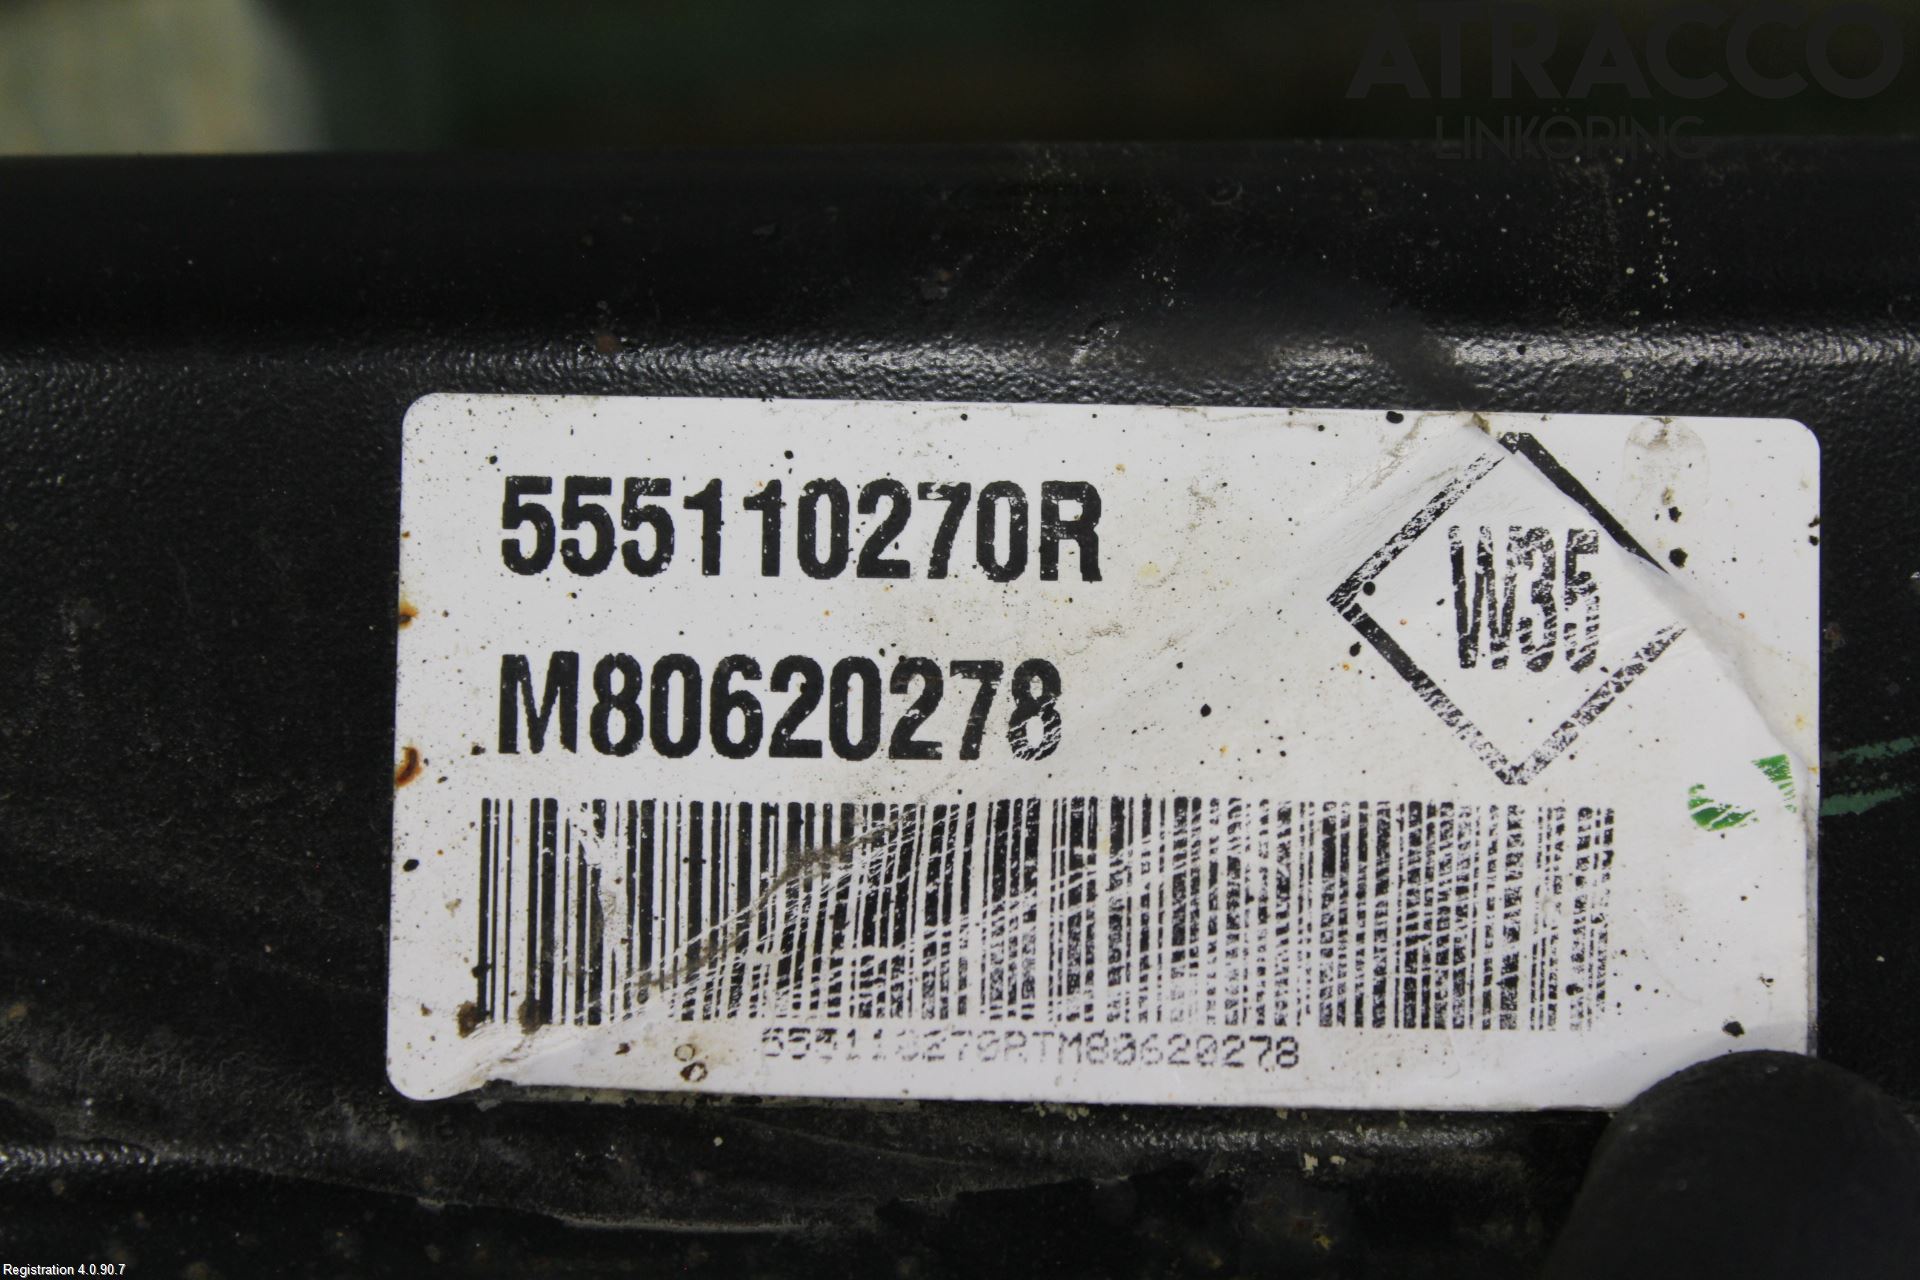 ATRACCO
LINKÖPING
555110270R
W35
M80620278
555110270RTM80620278
Registration 4.0.90.7